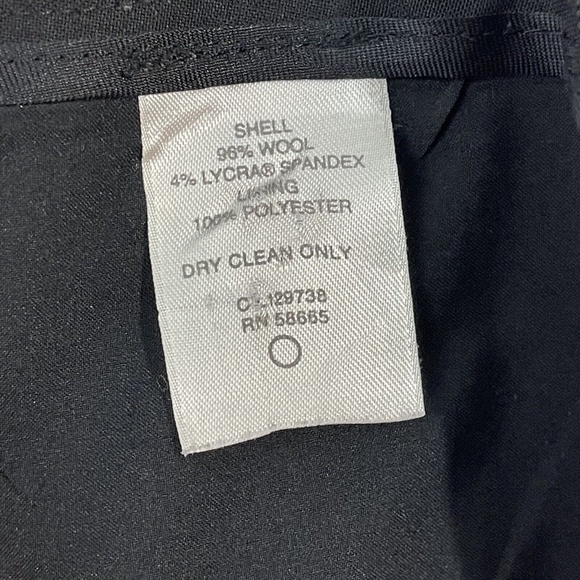 SHELL
96% WOOL
4% LYCRA® SPANDEX
LINING
100% POLYESTER
DRY CLEAN ONLY
C - 129738
RN 58665